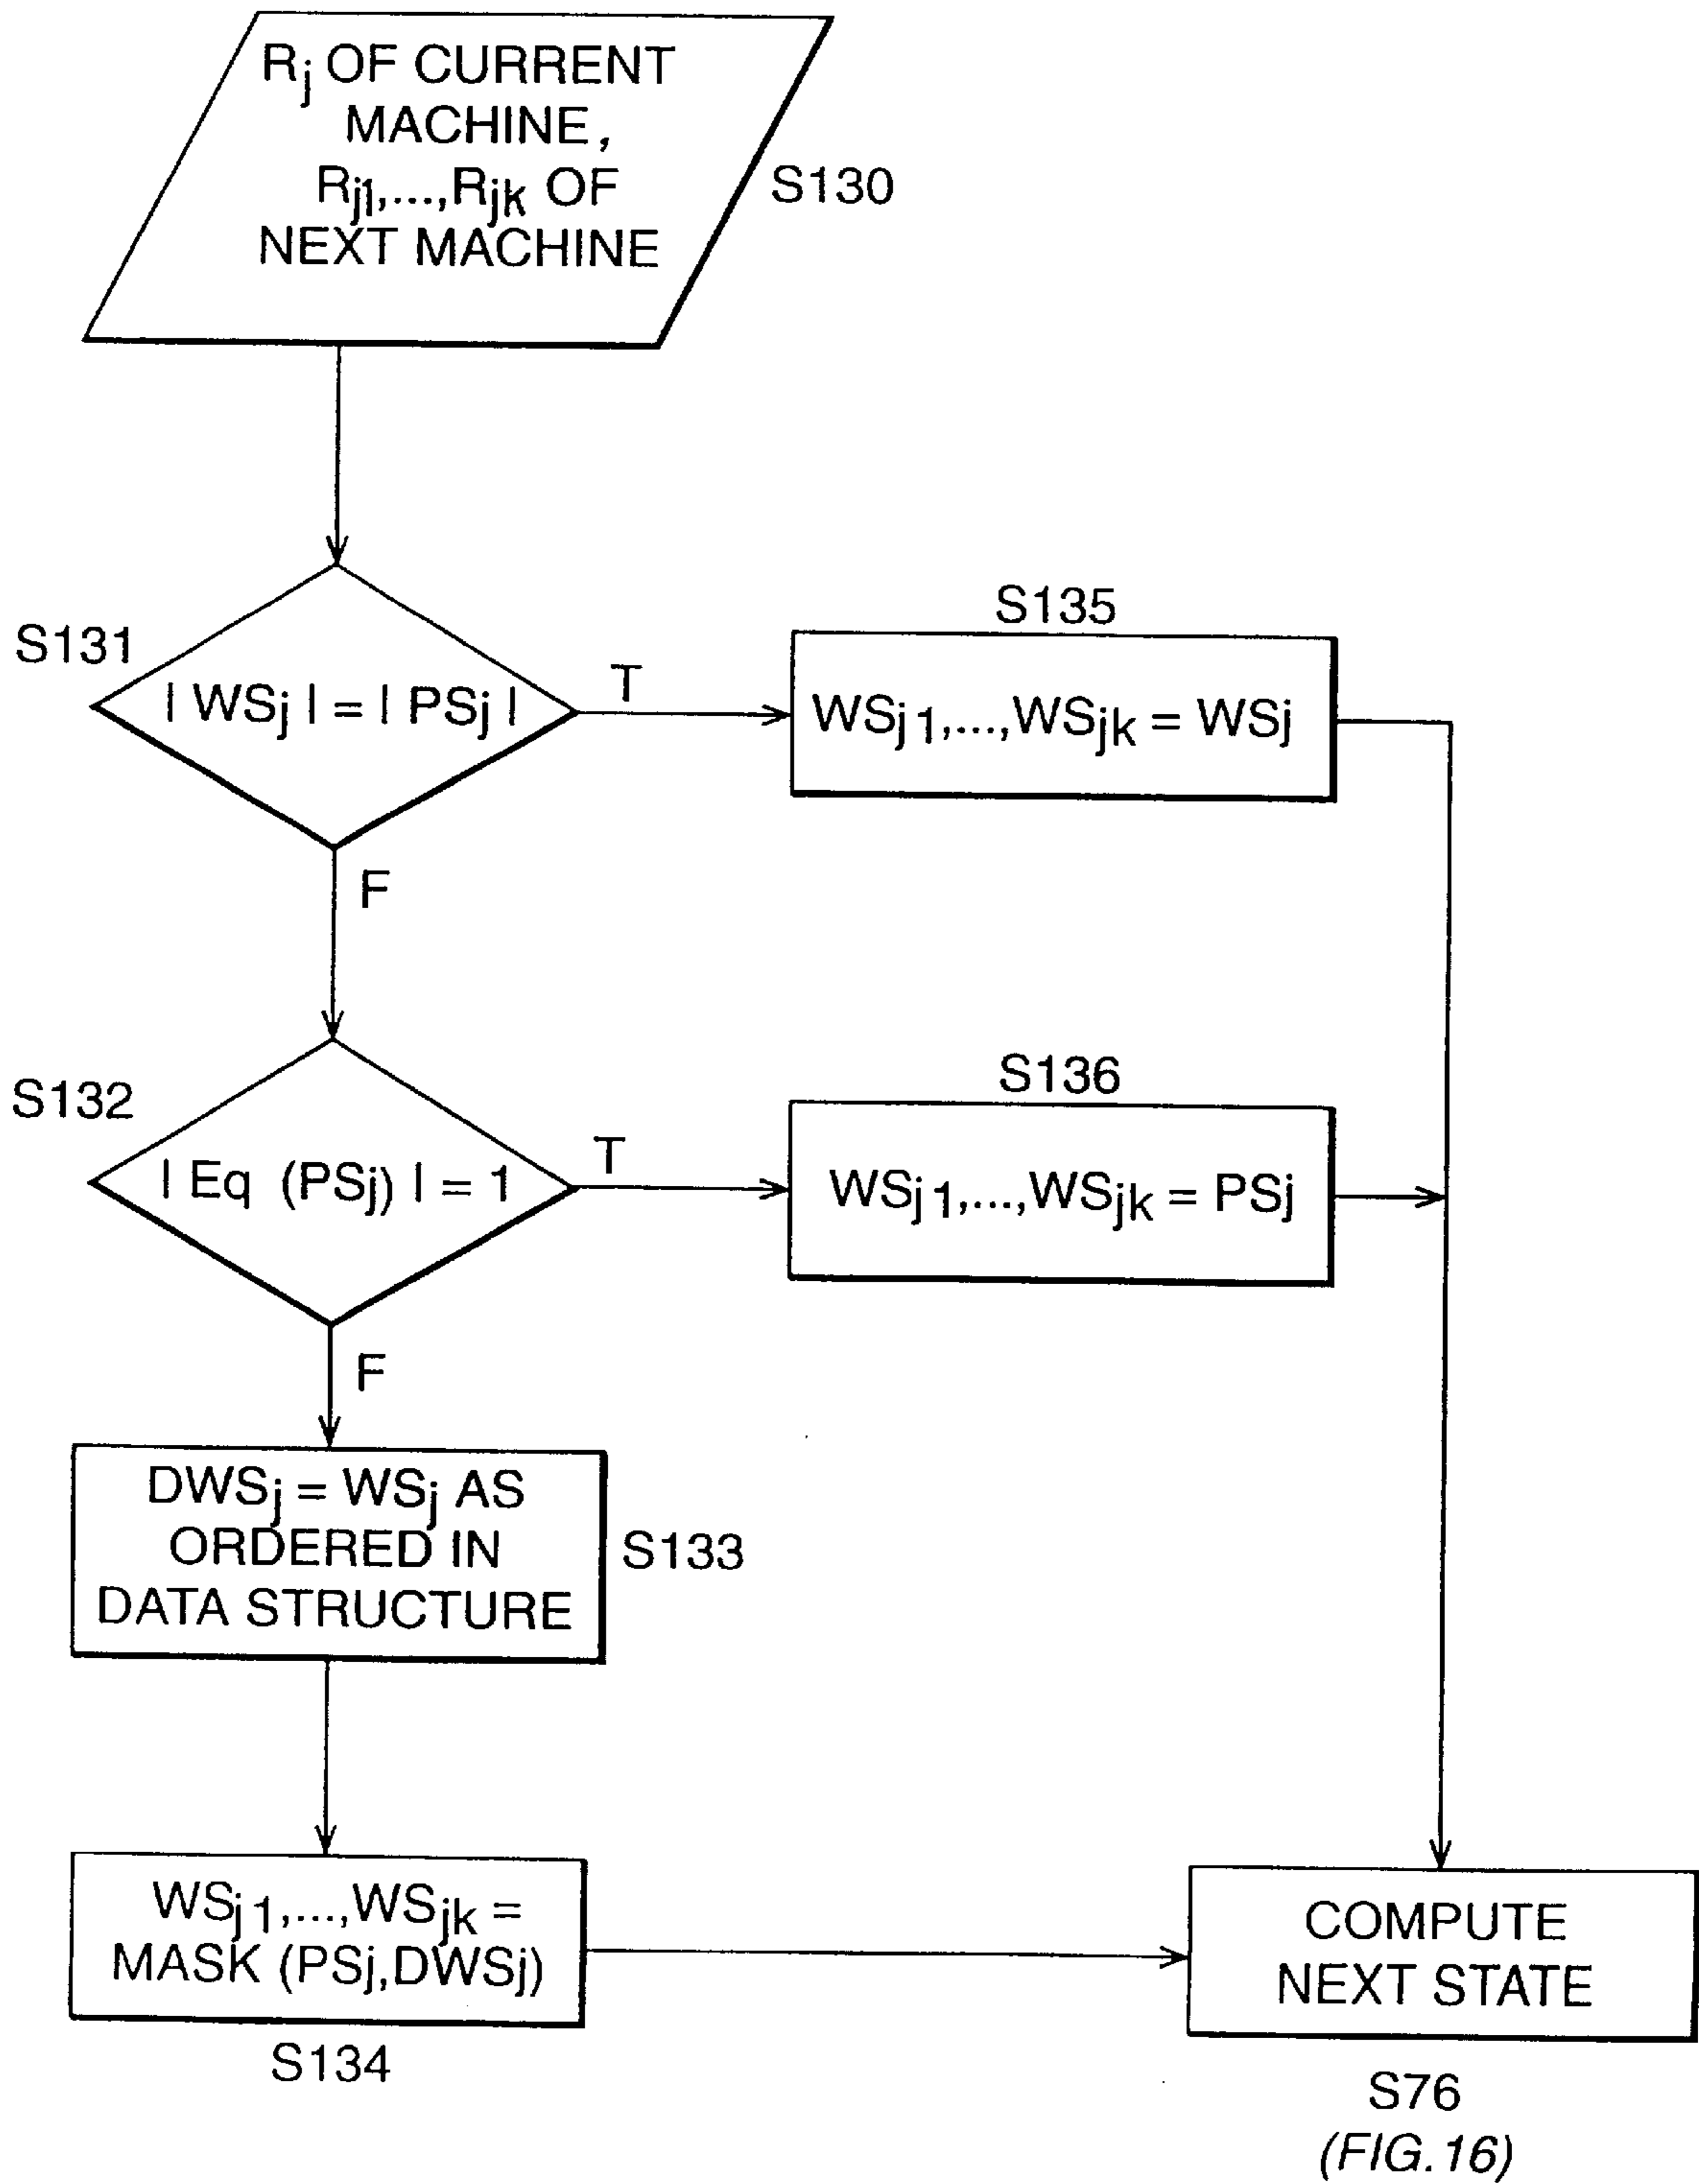 Rj OF CURRENT
MACHINE,
Rj1,...,Rjk OF
NEXT MACHINE
S130
S131
| WSj | = | PSj |
T
S135
WSj1,...,WSjk = WSj
F
S132
| Eq (PSj) | = 1
T
S136
WSj1,...,WSjk = PSj
F
DWSj = WSj AS
ORDERED IN
DATA STRUCTURE
S133
WSj1,...,WSjk =
MASK (PSj,DWSj)
S134
COMPUTE
NEXT STATE
S76
(FIG.16)